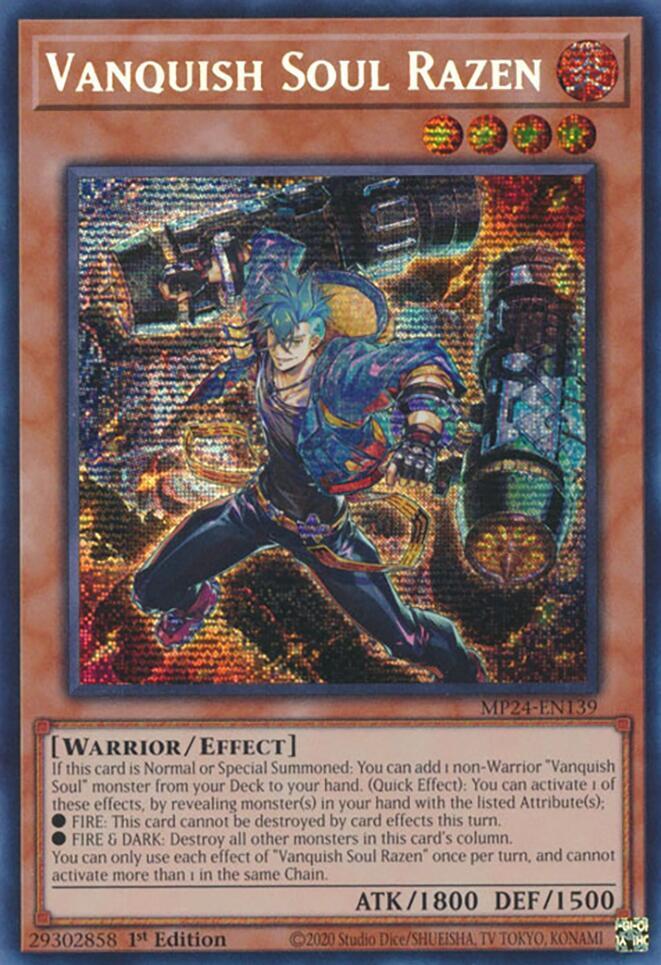 VANQUISH SOUL RAZEN
MP24-EN139
[WARRIOR/EFFECT]
If this card is Normal or Special Summoned: You can add 1 non-Warrior "Vanquish
Soul" monster from your Deck to your hand. (Quick Effect): You can activate 1 of
these effects, by revealing monster(s) in your hand with the listed Attribute(s);
● FIRE: This card cannot be destroyed by card effects this turn.
● FIRE & DARK: Destroy all other monsters in this card's column.
You can only use each effect of "Vanquish Soul Razen" once per turn, and cannot
activate more than 1 in the same Chain.
ATK/1800 DEF/1500
29302858 1st Edition ©2020 Studio Dice/SHUEISHA, TV TOKYO, KONAMI